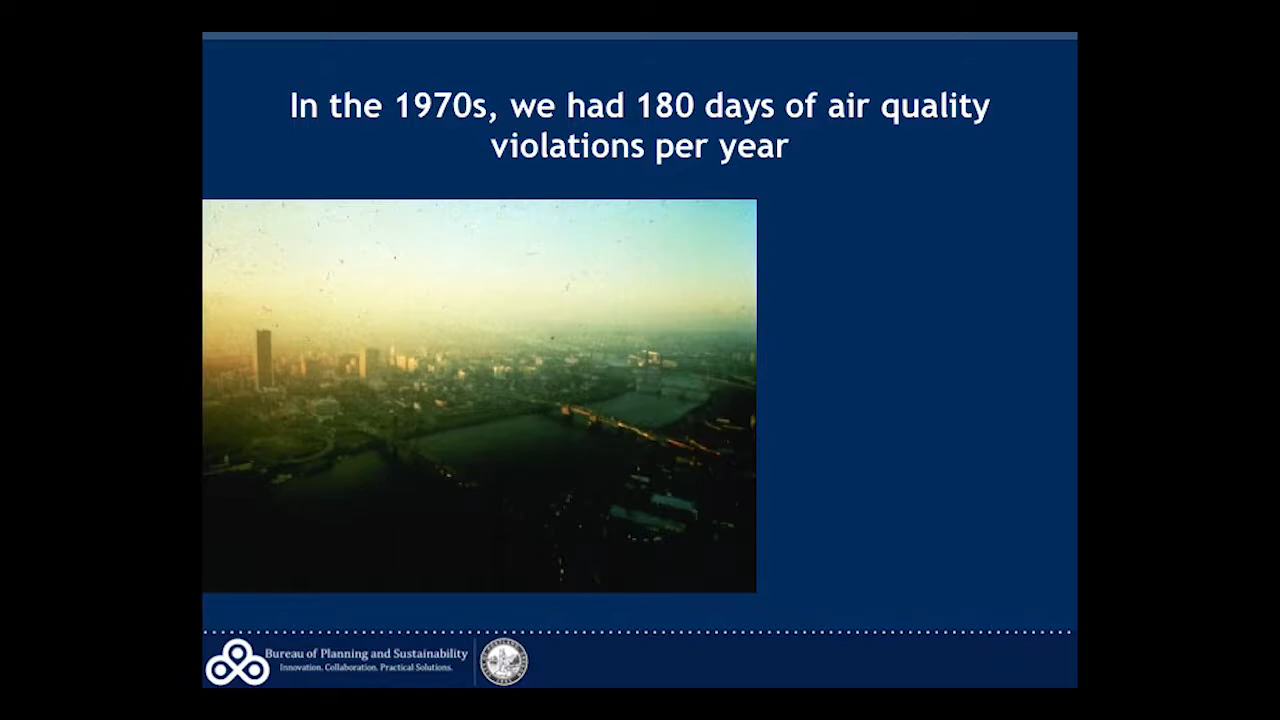 In the 1970s, we had 180 days of air quality
violations per year
Bureau of Planning and Sustainability
Innovation. Collaboration. Practical Solutions.